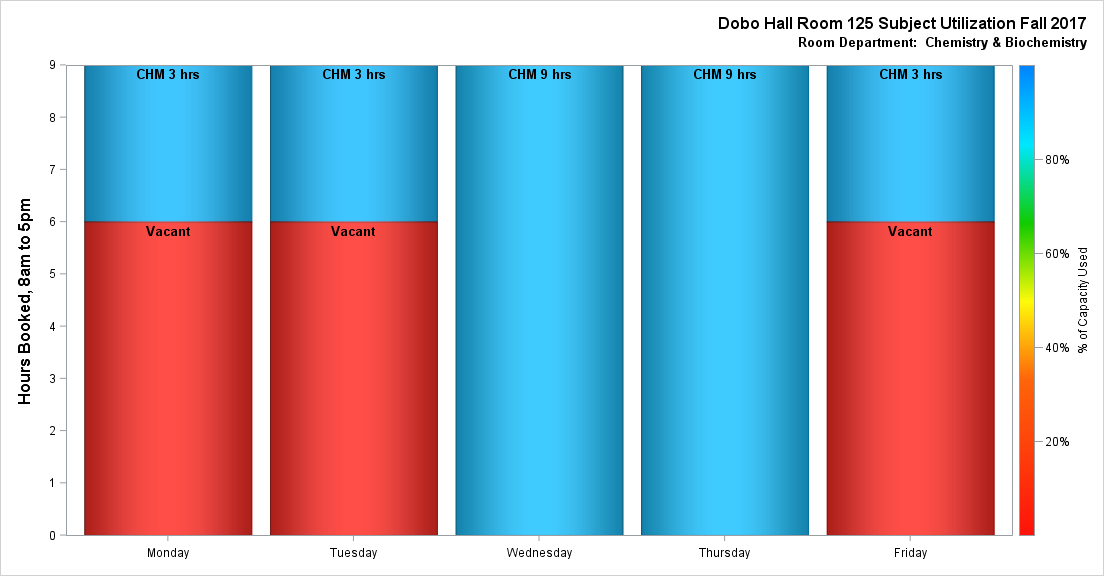 Dobo Hall Room 125 Subject Utilization Fall 2017
Room Department:  Chemistry & Biochemistry
Hours Booked, 8am to 5pm
9
8
7
6
5
4
3
2
1
0
CHM 3 hrs
CHM 3 hrs
CHM 9 hrs
CHM 9 hrs
CHM 3 hrs
Vacant
Vacant
Vacant
Monday
Tuesday
Wednesday
Thursday
Friday
80%
60%
40%
20%
% of Capacity Used